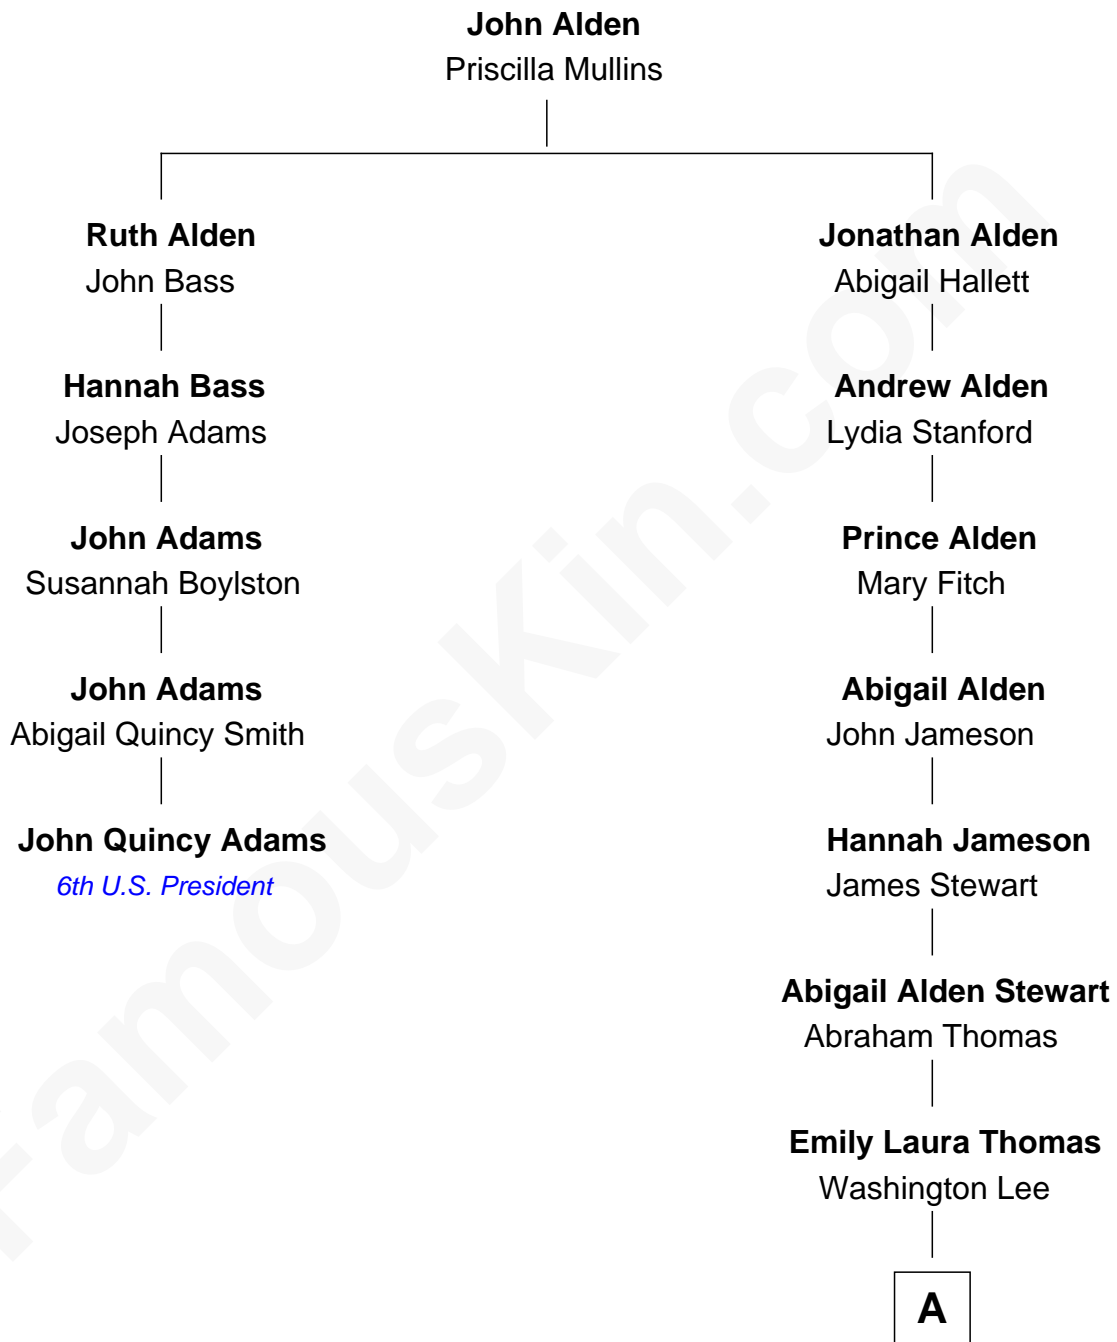 John Alden
Priscilla Mullins
Ruth Alden
John Bass
Jonathan Alden
Abigail Hallett
Hannah Bass
Joseph Adams
Andrew Alden
Lydia Stanford
John Adams
Susannah Boylston
Prince Alden
Mary Fitch
John Adams
Abigail Quincy Smith
Abigail Alden
John Jameson
John Quincy Adams
6th U.S. President
Hannah Jameson
James Stewart
Abigail Alden Stewart
Abraham Thomas
Emily Laura Thomas
Washington Lee
A
FamousKin.com